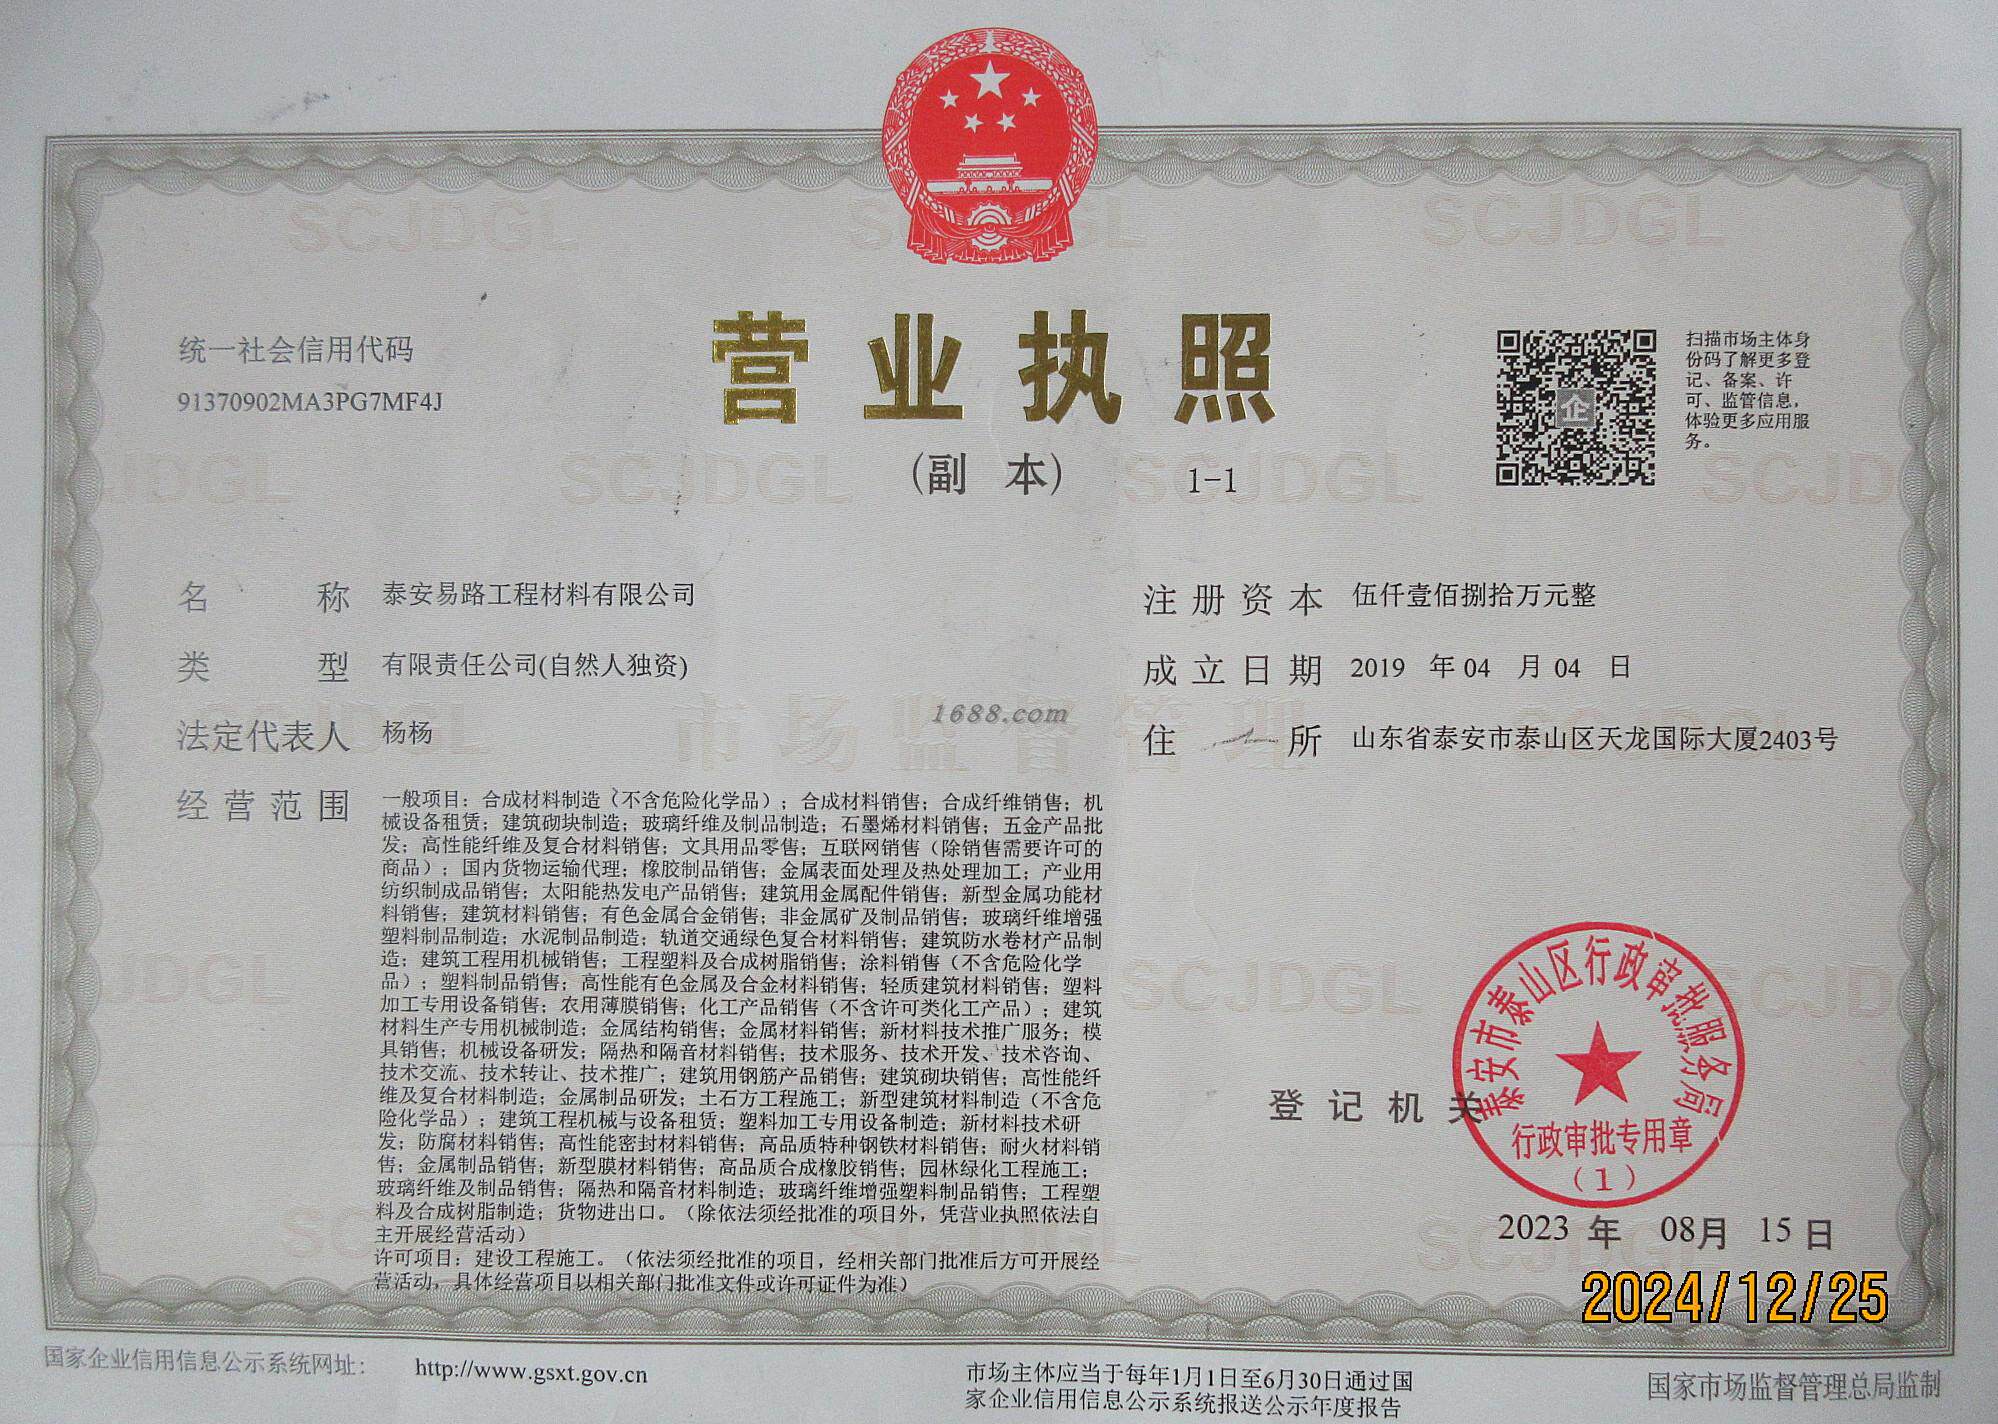 营业执照
(副 本) 1-1
统一社会信用代码
91370902MA3PG7MF4J
扫描市场主体身
份码了解更多登
记、备案、许
可、监管信息,
体验更多应用服
务。
企
名 称 泰安易路工程材料有限公司
类 型 有限责任公司(自然人独资)
法定代表人 杨杨
经营范围 一般项目：合成材料制造（不含危险化学品）；合成材料销售；合成纤维销售；机
械设备租赁；建筑砌块制造；玻璃纤维及制品制造；石墨烯材料销售；五金产品批
发；高性能纤维及复合材料销售；文具用品零售；互联网销售（除销售需要许可的
商品）；国内货物运输代理；橡胶制品销售；金属表面处理及热处理加工；产业用
纺织制成品销售；太阳能热发电产品销售；建筑用金属配件销售；新型金属功能材
料销售；建筑材料销售；有色金属合金销售；非金属矿及制品销售；玻璃纤维增强
塑料制品制造；水泥制品制造；轨道交通绿色复合材料销售；建筑防水卷材产品制
造；建筑工程用机械销售；工程塑料及合成树脂销售；涂料销售（不含危险化学
品）；塑料制品销售；高性能有色金属及合金材料销售；轻质建筑材料销售；塑料
加工专用设备销售；农用薄膜销售；化工产品销售（不含许可类化工产品）；建筑
材料生产专用机械制造；金属结构销售；金属材料销售；新材料技术推广服务；模
具销售；机械设备研发；隔热和隔音材料销售；技术服务、技术开发、技术咨询、
技术交流、技术转让、技术推广；建筑用钢筋产品销售；建筑砌块销售；高性能纤
维及复合材料制造；金属制品研发；土石方工程施工；新型建筑材料制造（不含危
险化学品）；建筑工程机械与设备租赁；塑料加工专用设备制造；新材料技术研
发；防腐材料销售；高性能密封材料销售；高品质特种钢铁材料销售；耐火材料销
售；金属制品销售；新型膜材料销售；高品质合成橡胶销售；园林绿化工程施工；
玻璃纤维及制品销售；隔热和隔音材料制造；玻璃纤维增强塑料制品销售；工程塑
料及合成树脂制造；货物进出口。（除依法须经批准的项目外，凭营业执照依法自
主开展经营活动）
许可项目：建设工程施工。（依法须经批准的项目，经相关部门批准后方可开展经
营活动，具体经营项目以相关部门批准文件或许可证件为准）
注册资本 伍仟壹佰捌拾万元整
成立日期 2019 年 04 月 04 日
住 所 山东省泰安市泰山区天龙国际大厦2403号
1688.com
市场监督管理
SCJDGL
登记机关
泰安市泰山区行政审批服务局
行政审批专用章
（1）
2023 年 08月 15 日
2024/12/25
国家企业信用信息公示系统网址： http://www.gsxt.gov.cn
市场主体应当于每年1月1日至6月30日通过国
家企业信用信息公示系统报送公示年度报告
国家市场监督管理总局监制